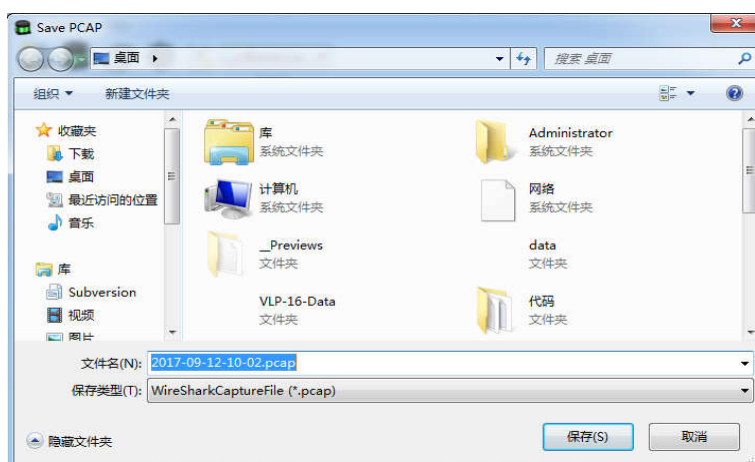 Save PCAP
桌面
搜索 桌面
组织
新建文件夹
收藏夹
下载
桌面
最近访问的位置
音乐
库
Subversion
视频
图片
库
系统文件夹
Administrator
系统文件夹
计算机
系统文件夹
网络
系统文件夹
__Previews
文件夹
data
文件夹
VLP-16-Data
文件夹
代码
文件夹
文件名(N): 2017-09-12-10-02.pcap
保存类型(T): WireSharkCaptureFile (*.pcap)
隐藏文件夹
保存(S)
取消